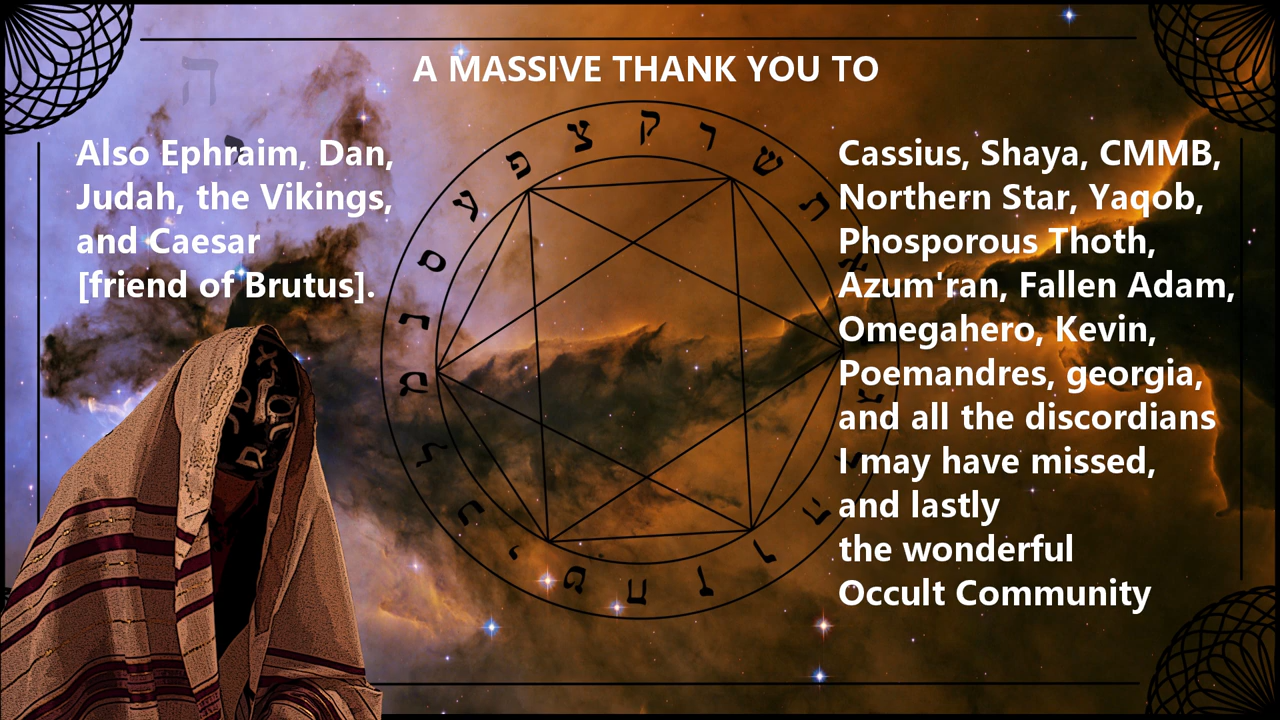 A MASSIVE THANK YOU TO
Also Ephraim, Dan,
Judah, the Vikings,
and Caesar
[friend of Brutus].
Cassius, Shaya, CMMB,
Northern Star, Yaqob,
Phosporous Thoth,
Azum'ran, Fallen Adam,
Omegahero, Kevin,
Poemandres, georgia,
and all the discordians
I may have missed,
and lastly
the wonderful
Occult Community
ה
מ נ ס ע פ צ ק ר ש ת